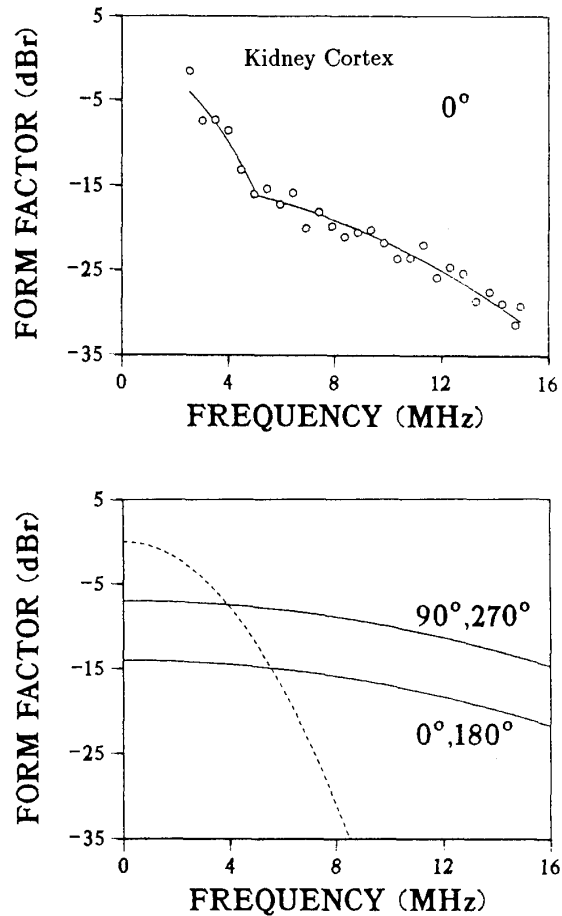 5
Kidney Cortex
0°
−5
−15
−25
−35
0 4 8 12 16
FORM FACTOR (dBr)
FREQUENCY (MHz)
5
−5
90°,270°
−15
0°,180°
−25
−35
0 4 8 12 16
FORM FACTOR (dBr)
FREQUENCY (MHz)